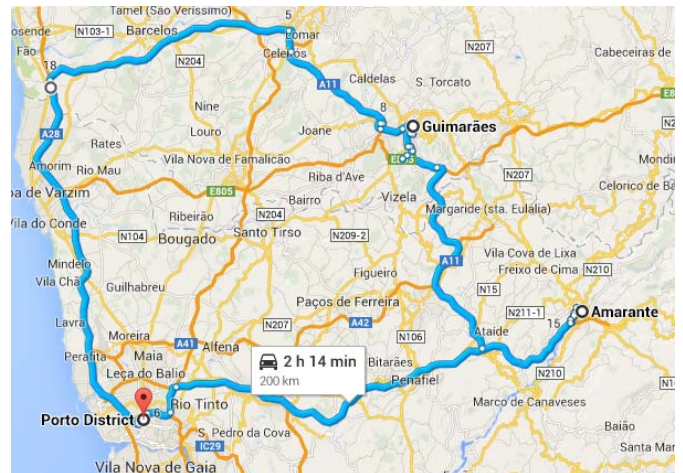 Tamel (São Veríssimo)
5
Lomar
N207
Cabeceiras de
N103-1
Barcelos
Fão
Celeirós
18
N204
A11
Caldelas
S. Torcato
Nine
8
Joane
Guimarães
A28
Rates
Louro
Amorim
Rio Mau
Vila Nova de Famalicão
Riba d'Ave
N207
Mondi
E805
Vizela
Celorico de Ba
oa de Varzim
Bairro
Margaride (sta. Eulália)
Vila do Conde
Ribeirão
N204
Santo Tirso
N104
Bougado
N209-2
A11
Vila Cova de Lixa
Mindelo
Freixo de Cima
N210
Vila Chã
Guilhabreu
Figueiró
N15
Paços de Ferreira
N211-1
15
Amarante
Lavra
A42
N207
N106
Ataíde
Moreira
A41
Alfena
Perafita
Maia
2 h 14 min
200 km
Bitarães
N210
Leça do Balio
Penafiel
Marco de Canaveses
Rio Tinto
Porto District
6
S. Pedro da Cova
Baião
IC29
Santa Mar
Vila Nova de Gaia